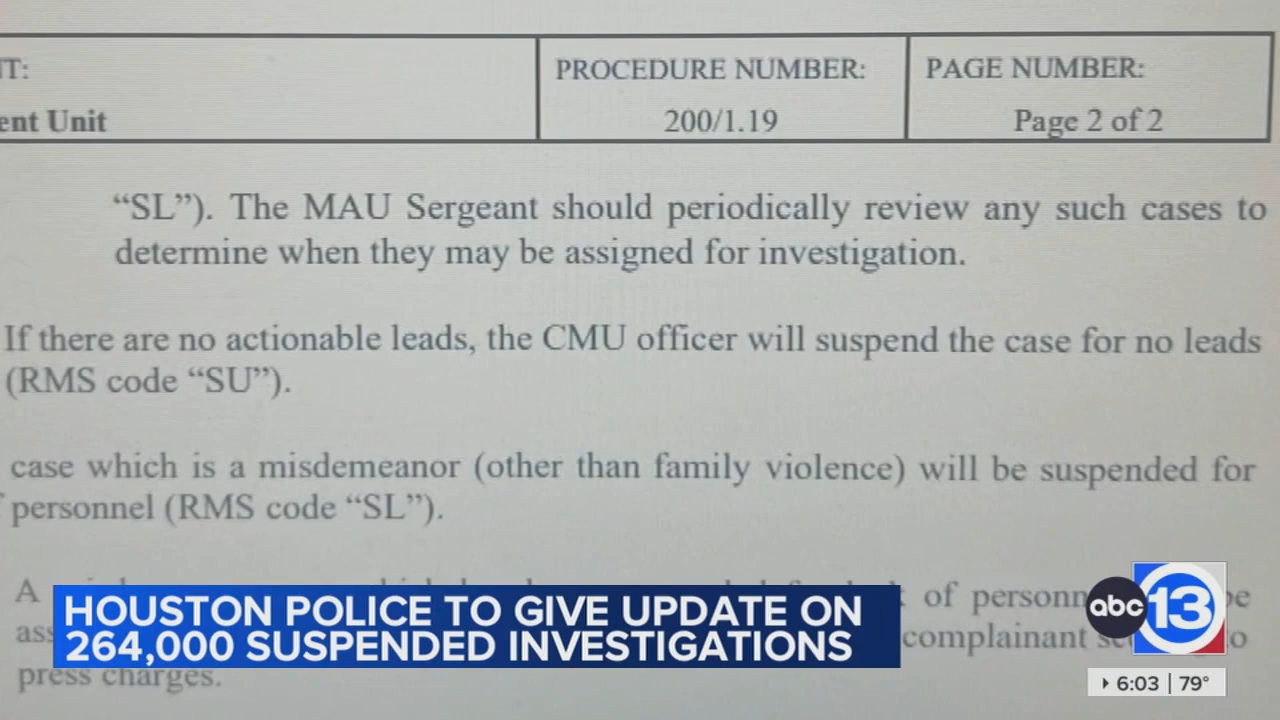 T:
PROCEDURE NUMBER:
PAGE NUMBER:
ent Unit
200/1.19
Page 2 of 2
“SL”). The MAU Sergeant should periodically review any such cases to
determine when they may be assigned for investigation.
If there are no actionable leads, the CMU officer will suspend the case for no leads
(RMS code “SU”).
case which is a misdemeanor (other than family violence) will be suspended for
personnel (RMS code “SL”).
A
of personn
be
ass
complainant
press charges.
HOUSTON POLICE TO GIVE UPDATE ON
264,000 SUSPENDED INVESTIGATIONS
abc 13
6:03 | 79°